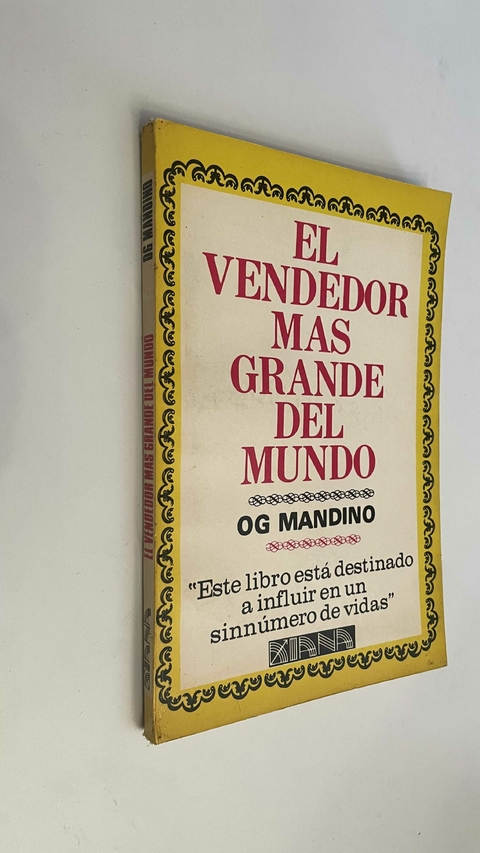 EL
VENDEDOR
MAS
GRANDE
DEL
MUNDO
OG MANDINO
“Este libro está destinado
a influir en un
sinnúmero de vidas”
DIANA
EL VENDEDOR MAS GRANDE DEL MUNDO
OG MANDINO
DIANA